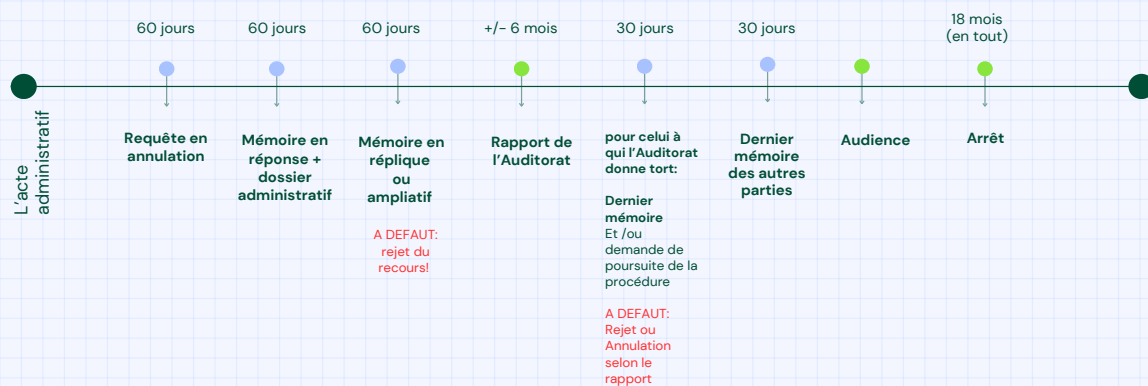 60 jours
60 jours
60 jours
+/- 6 mois
30 jours
30 jours
18 mois
(en tout)
L'acte
administratif
Requête en
annulation
Mémoire en
réponse +
dossier
administratif
Mémoire en
réplique
ou
ampliatif
A DEFAUT:
rejet du
recours!
Rapport de
l'Auditorat
pour celui à
qui l'Auditorat
donne tort:
Dernier
mémoire
Et /ou
demande de
poursuite de la
procédure
A DEFAUT:
Rejet ou
Annulation
selon le
rapport
Dernier
mémoire
des autres
parties
Audience
Arrêt